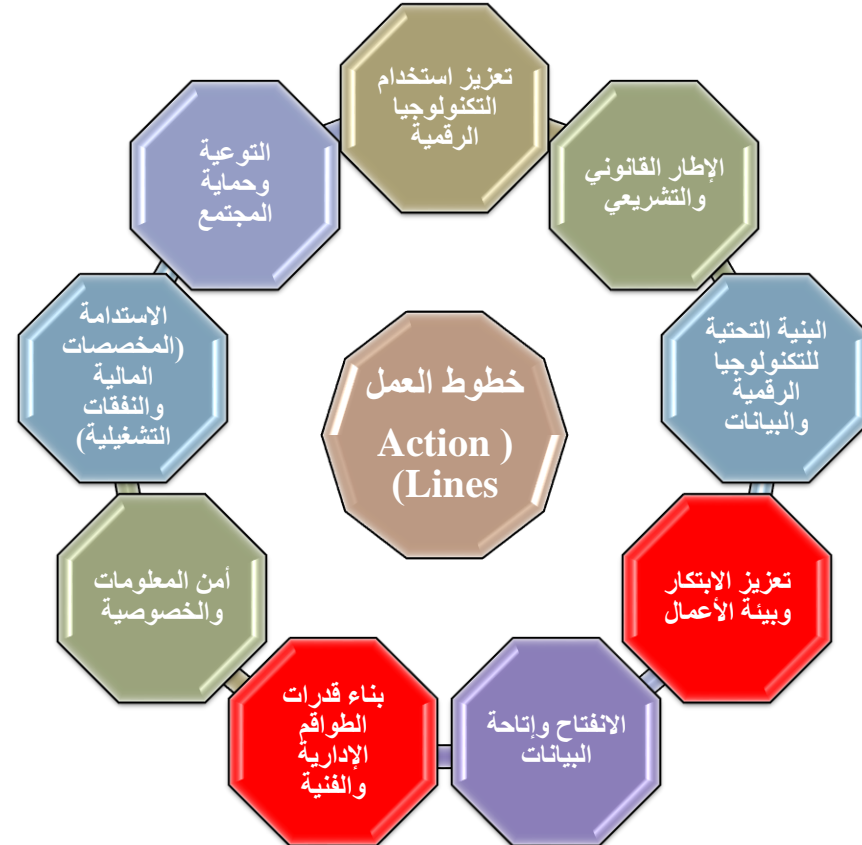 تعزيز استخدام
التكنولوجيا
الرقمية
الإطار القانوني
والتشريعي
البنية التحتية
للتكنولوجيا
الرقمية
والبيانات
تعزيز الابتكار
وبيئة الأعمال
الانفتاح وإتاحة
البيانات
بناء قدرات
الطواقم
الإدارية
والفنية
أمن المعلومات
والخصوصية
الاستدامة
(المخصصات
المالية
والنفقات
التشغيلية)
التوعية
وحماية
المجتمع
خطوط العمل
Action )
(Lines